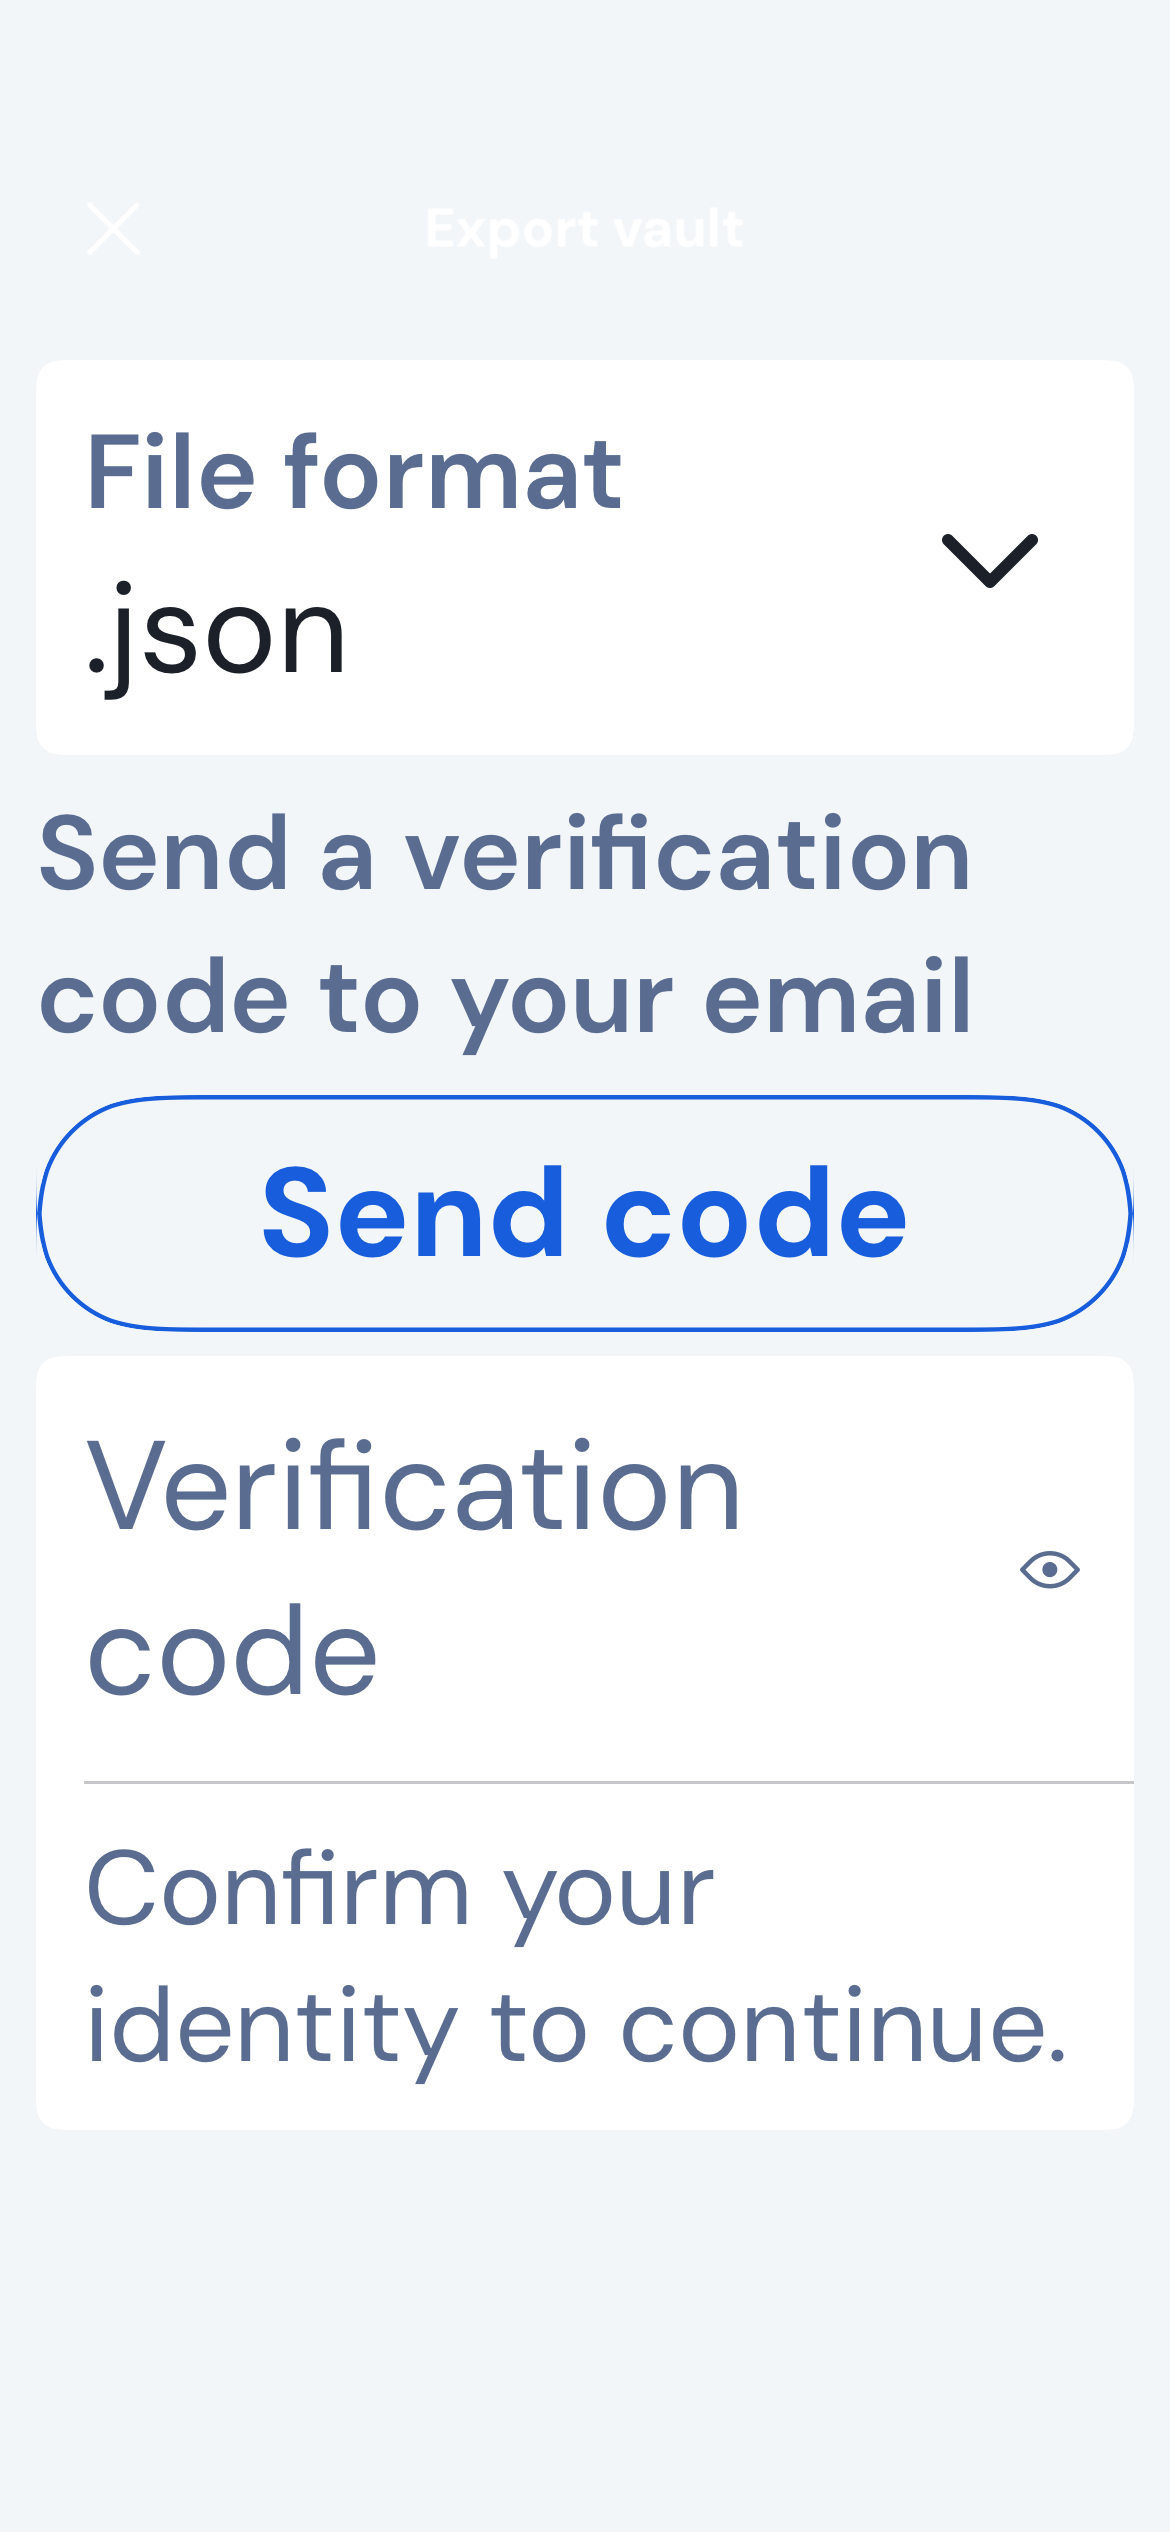 Export vault
File format
.json
Send a verification
code to your email
Send code
Verification
code
Confirm your
identity to continue.